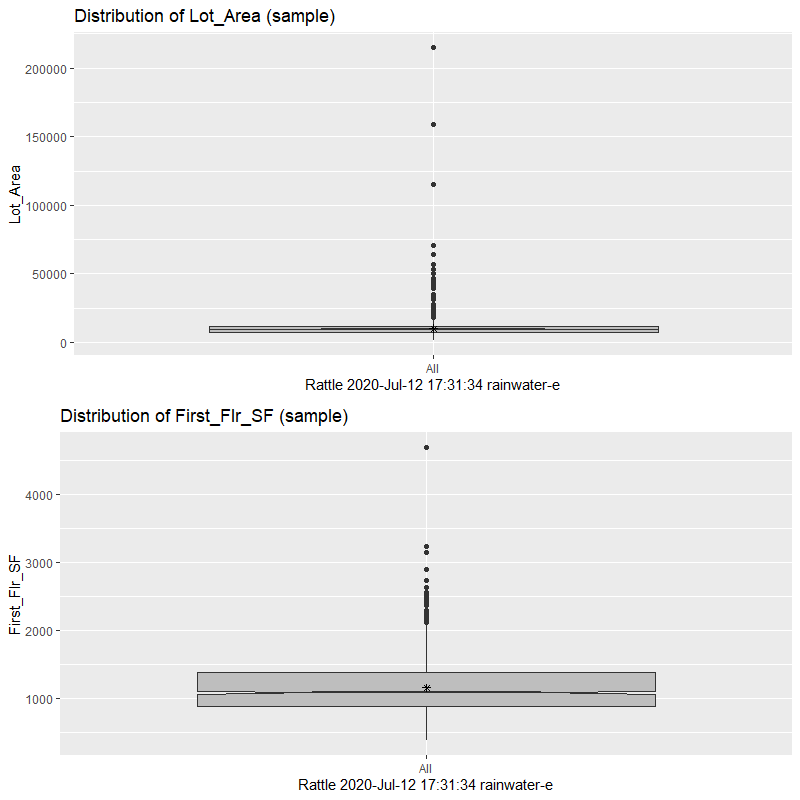 Distribution of Lot_Area (sample)
200000
150000
100000
50000
0
Lot_Area
All
Rattle 2020-Jul-12 17:31:34 rainwater-e
Distribution of First_Flr_SF (sample)
4000
3000
2000
1000
First_Flr_SF
All
Rattle 2020-Jul-12 17:31:34 rainwater-e